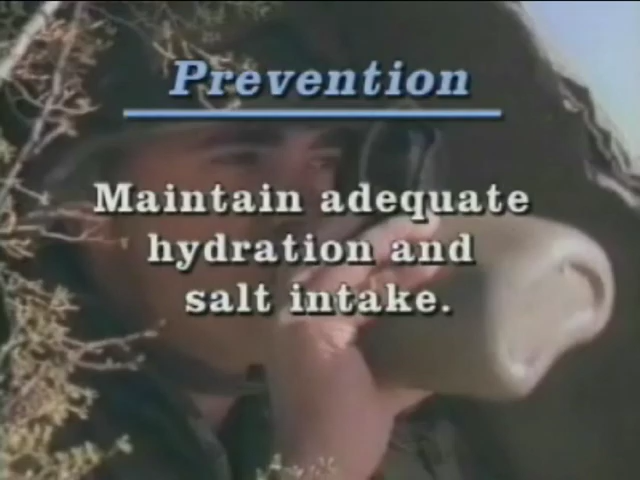 Prevention
Maintain adequate
hydration and
salt intake.